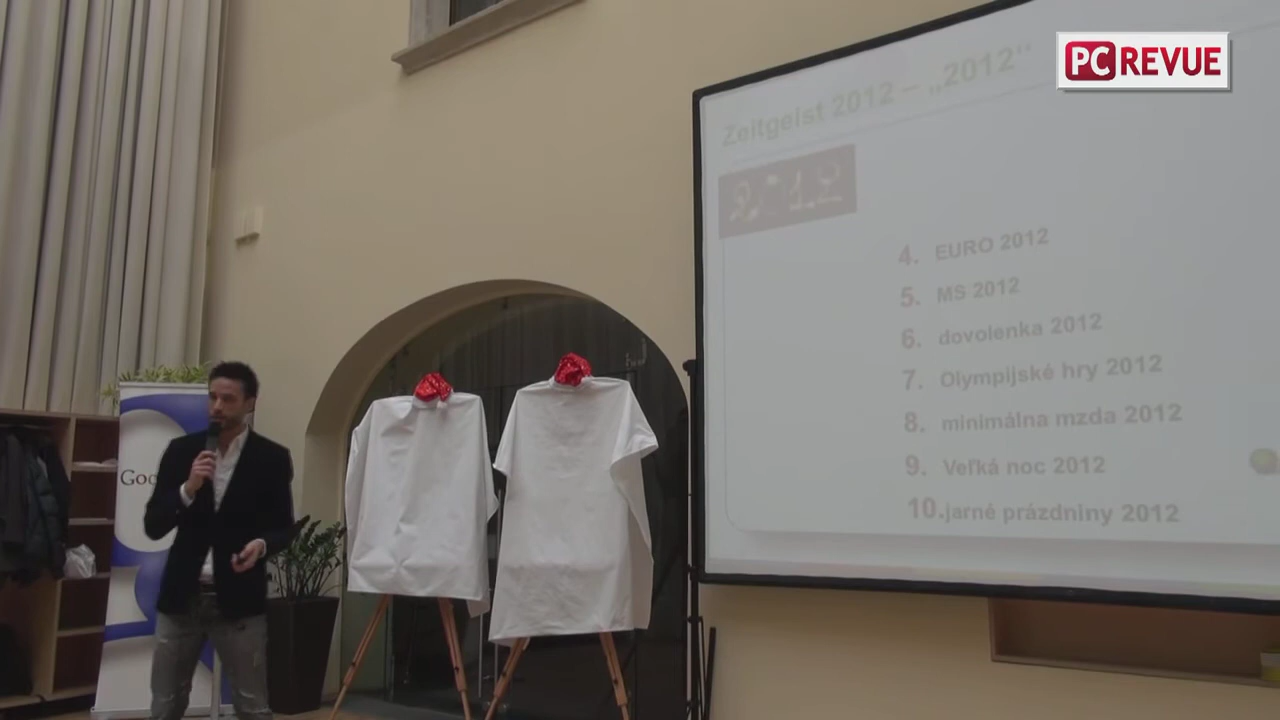 PC REVUE
Zeitgeist 2012 – „2012“
2012
4. EURO 2012
5. MS 2012
6. dovolenka 2012
7. Olympijské hry 2012
8. minimálna mzda 2012
9. Veľká noc 2012
10. jarné prázdniny 2012
Goo